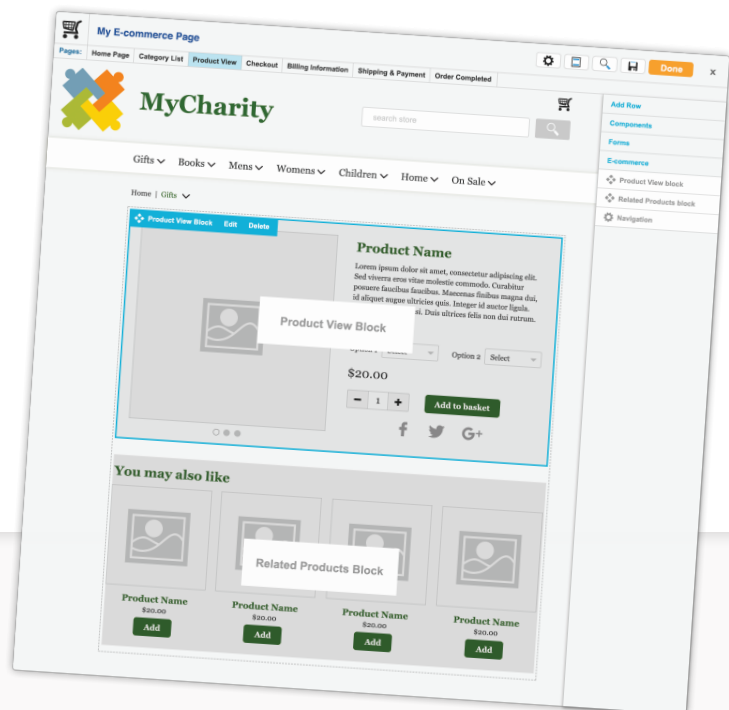 My E-commerce Page
Pages: Home Page Category List Product View Checkout Billing Information Shipping & Payment Order Completed
Done x
MyCharity
search store
Gifts Books Mens Womens Children Home On Sale
Home | Gifts
Product View Block Edit Delete
Product Name
Lorem ipsum dolor sit amet, consectetur adipiscing elit.
Sed viverra eros vitae molestie commodo. Curabitur
posuere faucibus faucibus. Maecenas finibus magna dui,
id aliquet augue ultricies quis. Integer id auctor ligula.
si. Duis ultrices felis non dui rutrum.
Product View Block
Option 2 Select
$20.00
1 Add to basket
G+
You may also like
Related Products Block
Product Name Product Name Product Name Product Name
$20.00 $20.00 $20.00 $20.00
Add Add Add Add
Add Row
Components
Forms
E-commerce
Product View block
Related Products block
Navigation